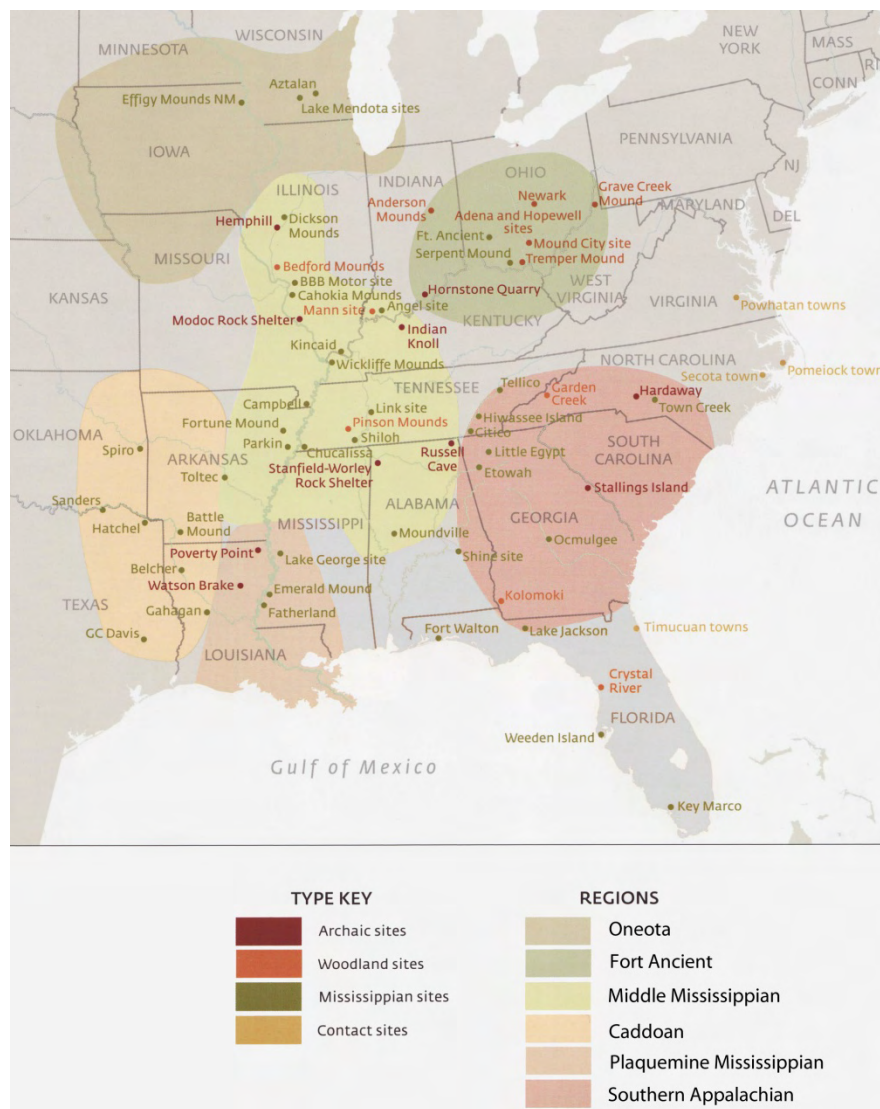 WISCONSIN
MINNESOTA
NEW
YORK
MASS
RI
CONN
Aztalan
Effigy Mounds NM
Lake Mendota sites
PENNSYLVANIA
IOWA
NJ
OHIO
ILLINOIS
INDIANA
Newark
Grave Creek
Mound
Anderson
Mounds
MARYLAND
Adena and Hopewell
sites
DEL
Hemphill
Dickson
Mounds
Ft. Ancient
Mound City site
Serpent Mound
Tremper Mound
MISSOURI
Bedford Mounds
BBB Motor site
WEST
VIRGINIA
KANSAS
Cahokia Mounds
Hornstone Quarry
VIRGINIA
Powhatan towns
Mann site
Angel site
Modoc Rock Shelter
KENTUCKY
Indian
Knoll
Kincaid
Wickliffe Mounds
NORTH CAROLINA
Pomeiock town
Secota town
TENNESSEE
Tellico
Garden
Creek
Hardaway
Town Creek
Campbell
Link site
Hiwassee Island
Fortune Mound
Pinson Mounds
Citico
OKLAHOMA
Parkin
Shiloh
Chucalissa
SOUTH
CAROLINA
Spiro
ARKANSAS
Stanfield-Worley
Rock Shelter
Russell
Cave
Little Egypt
Toltec
Etowah
Stallings Island
ATLANTIC
OCEAN
Sanders
ALABAMA
Hatchel
Battle
Mound
MISSISSIPPI
GEORGIA
Moundville
Ocmulgee
Poverty Point
Lake George site
Shine site
Belcher
Watson Brake
Emerald Mound
TEXAS
Gahagan
Fatherland
Kolomoki
GC Davis
Fort Walton
Lake Jackson
Timucuan towns
LOUISIANA
Crystal
River
FLORIDA
Weeden Island
Gulf of Mexico
Key Marco
TYPE KEY
Archaic sites
Woodland sites
Mississippian sites
Contact sites
REGIONS
Oneota
Fort Ancient
Middle Mississippian
Caddoan
Plaquemine Mississippian
Southern Appalachian